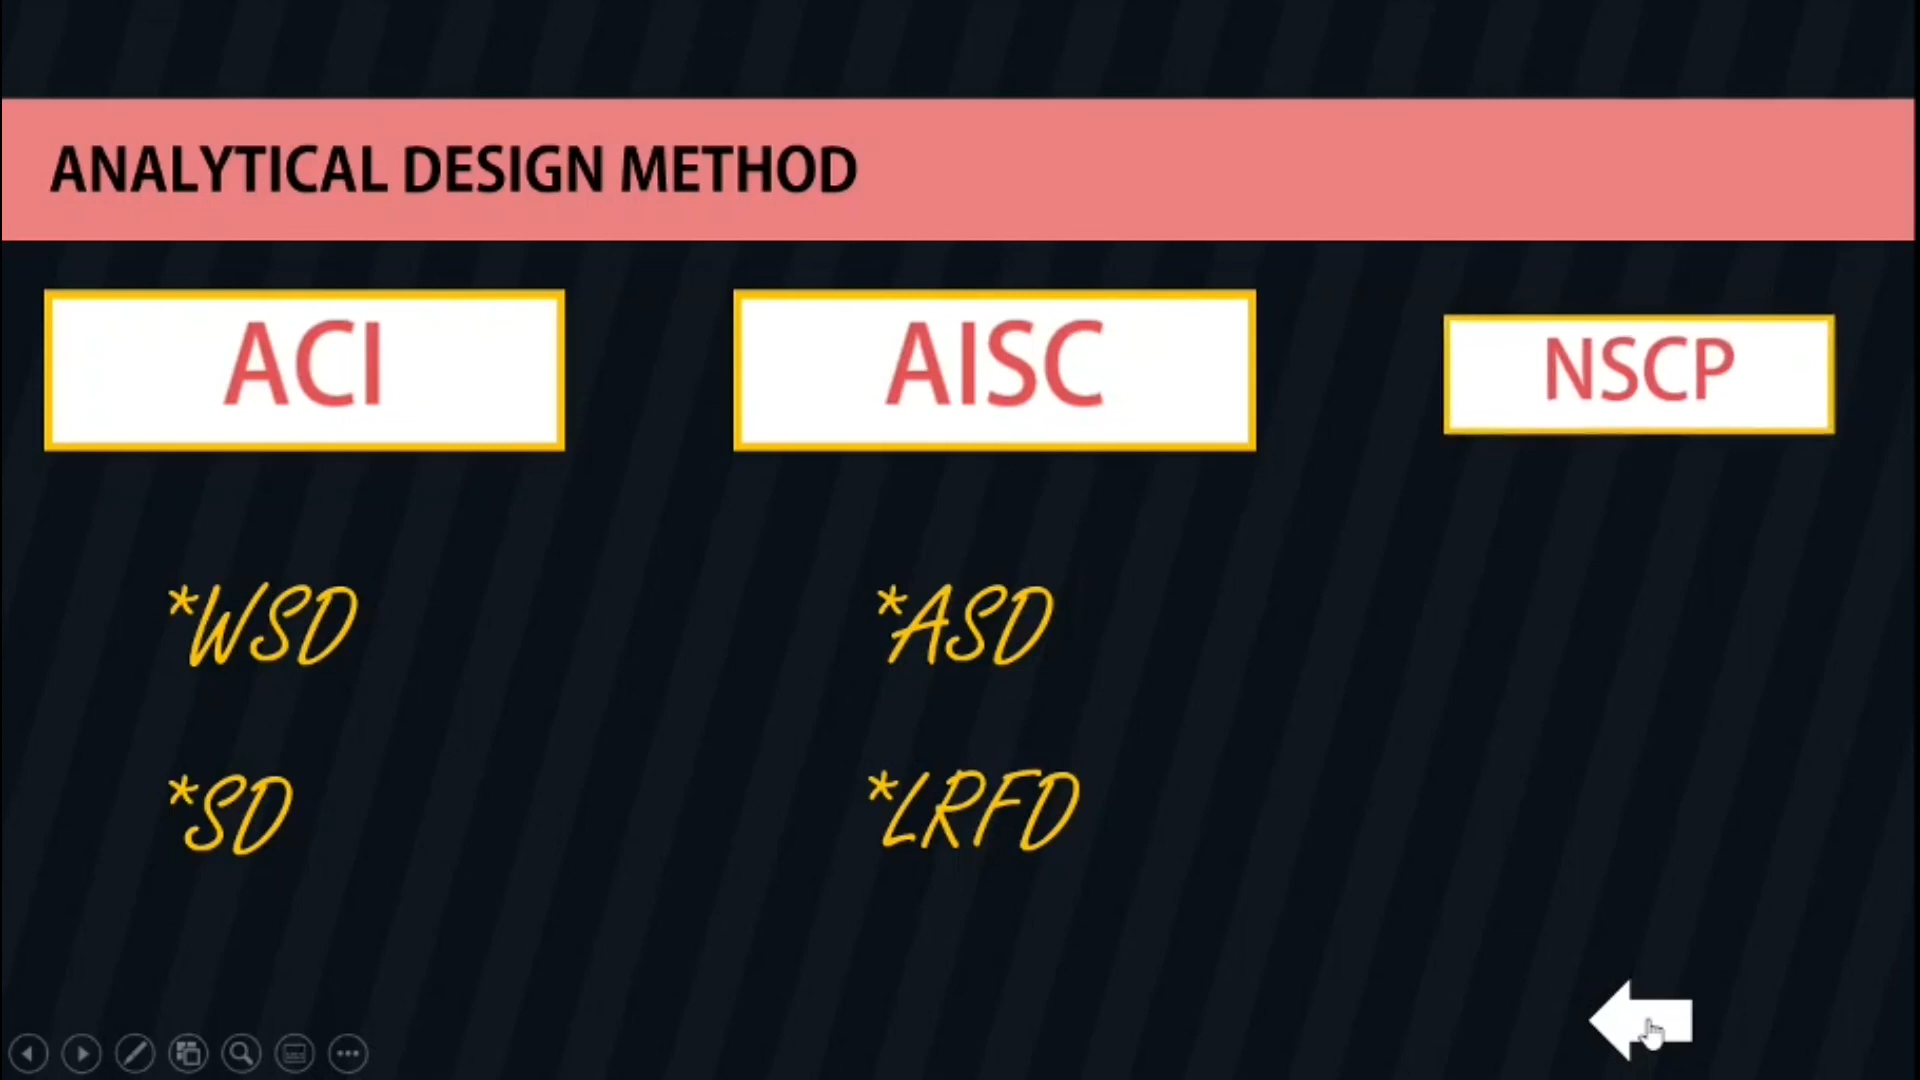 ANALYTICAL DESIGN METHOD
ACI
AISC
NSCP
*WSD
*ASD
*SD
*LRFD